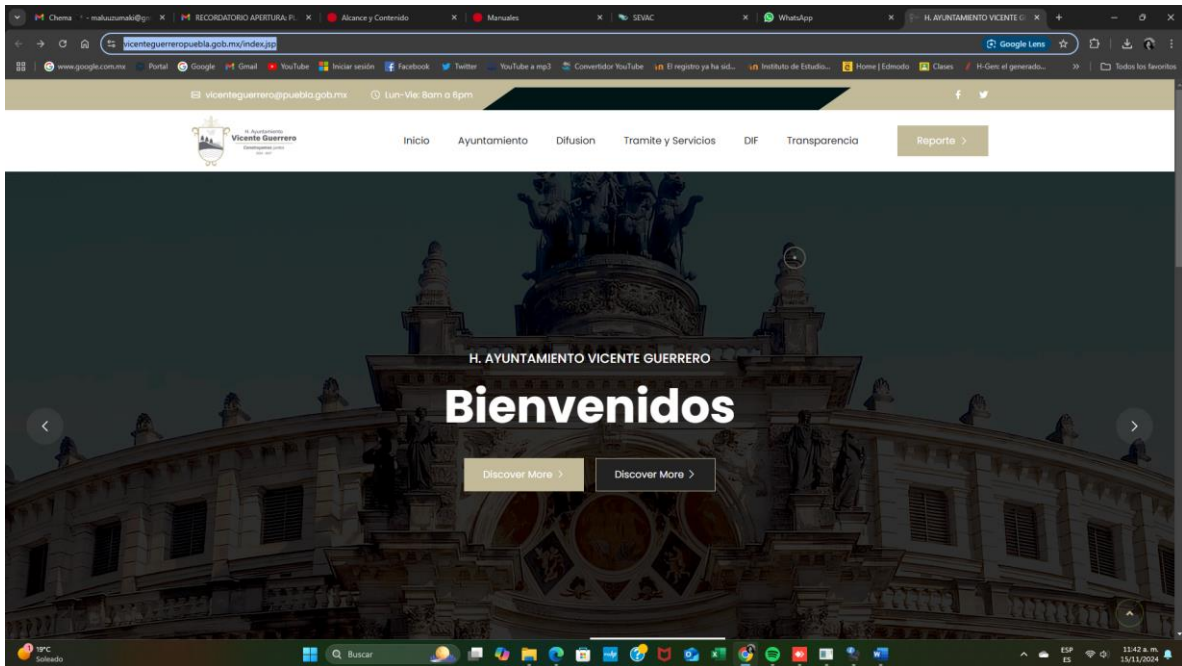 Chema
maluuzumaki@g
RECORDATORIO APERTURA: PL
Alcance y Contenido
Manuales
SEVAC
WhatsApp
H. AYUNTAMIENTO VICENTE G
vicenteguerreropuebla.gob.mx/index.jsp
Google Lens
www.google.com.mx
Portal
Google
Gmail
YouTube
Iniciar sesión
Facebook
Twitter
YouTube a mp3
Convertidor YouTube
El registro ya ha sid...
Instituto de Estudio...
Home | Edmodo
Clases
H-Gen: el generado...
Todos los favoritos
vicenteguerrero@puebla.gob.mx
Lun-Vie: 8am a 6pm
H. Ayuntamiento
Vicente Guerrero
Inicio
Ayuntamiento
Difusion
Tramite y Servicios
DIF
Transparencia
Reporte >
H. AYUNTAMIENTO VICENTE GUERRERO
Bienvenidos
Discover More >
Discover More >
19°C
Soleado
Buscar
ESP
ES
11:42 a. m.
15/11/2024